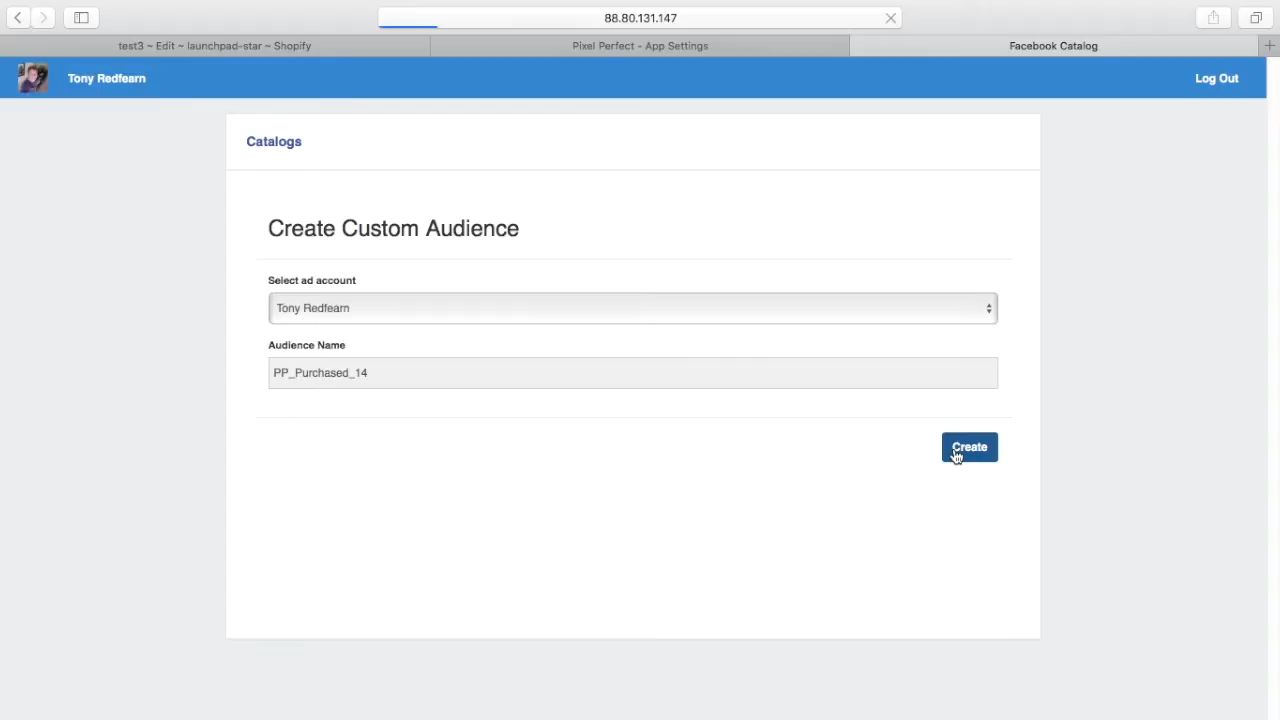 88.80.131.147
test3 ~ Edit ~ launchpad-star ~ Shopify
Pixel Perfect - App Settings
Facebook Catalog
Tony Redfearn
Log Out
Catalogs
Create Custom Audience
Select ad account
Tony Redfearn
Audience Name
PP_Purchased_14
Create